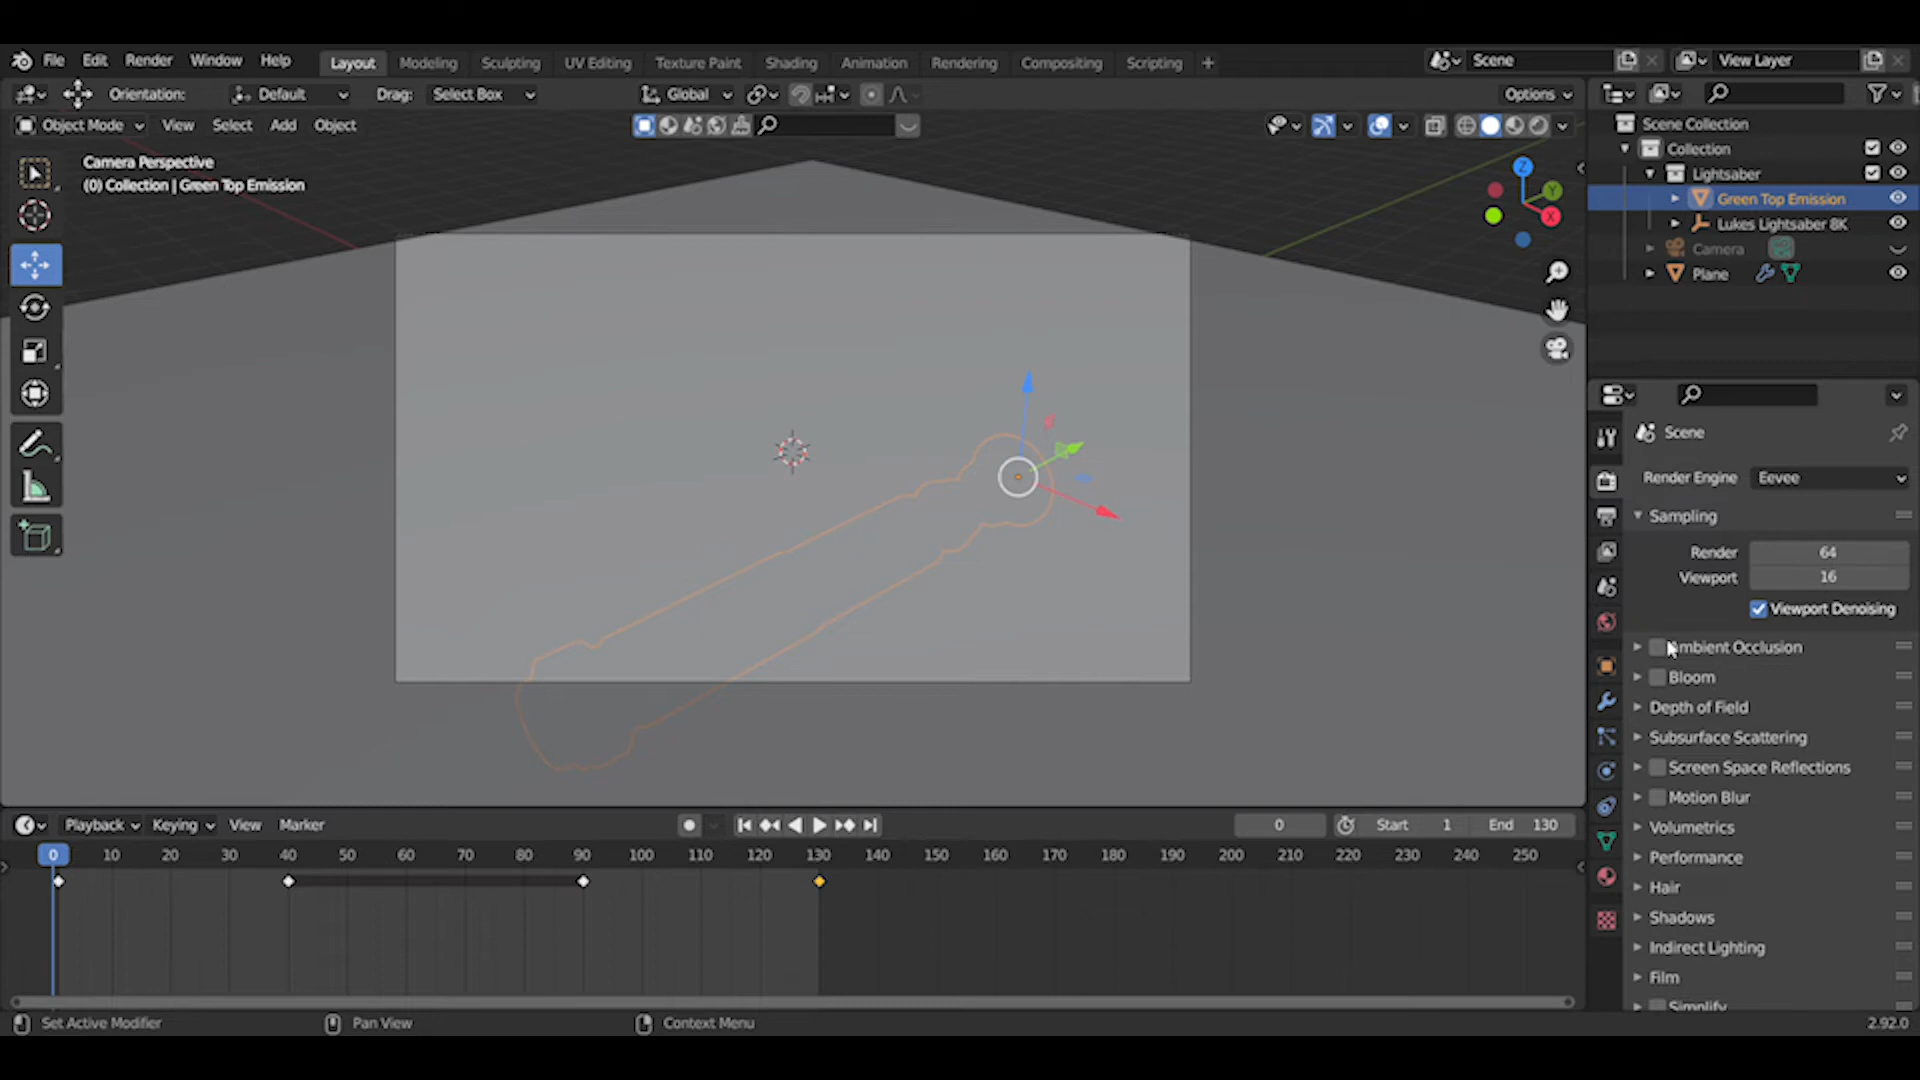 File Edit Render Window Help Layout Modeling Sculpting UV Editing Texture Paint Shading Animation Rendering Compositing Scripting + Scene View Layer
Orientation: Default Drag: Select Box Global Options
Object Mode View Select Add Object
Camera Perspective
(0) Collection | Green Top Emission
Z
Y
X
Scene Collection
Collection
Lightsaber
Green Top Emission
Lukes Lightsaber 8K
Camera
Plane
Scene
Render Engine Eevee
Sampling
Render 64
Viewport 16
Viewport Denoising
Ambient Occlusion
Bloom
Depth of Field
Subsurface Scattering
Screen Space Reflections
Motion Blur
Volumetrics
Performance
Hair
Shadows
Indirect Lighting
Film
Simplify
Playback Keying View Marker 0 Start 1 End 130
0 10 20 30 40 50 60 70 80 90 100 110 120 130 140 150 160 170 180 190 200 210 220 230 240 250
Set Active Modifier Pan View Context Menu 2.92.0